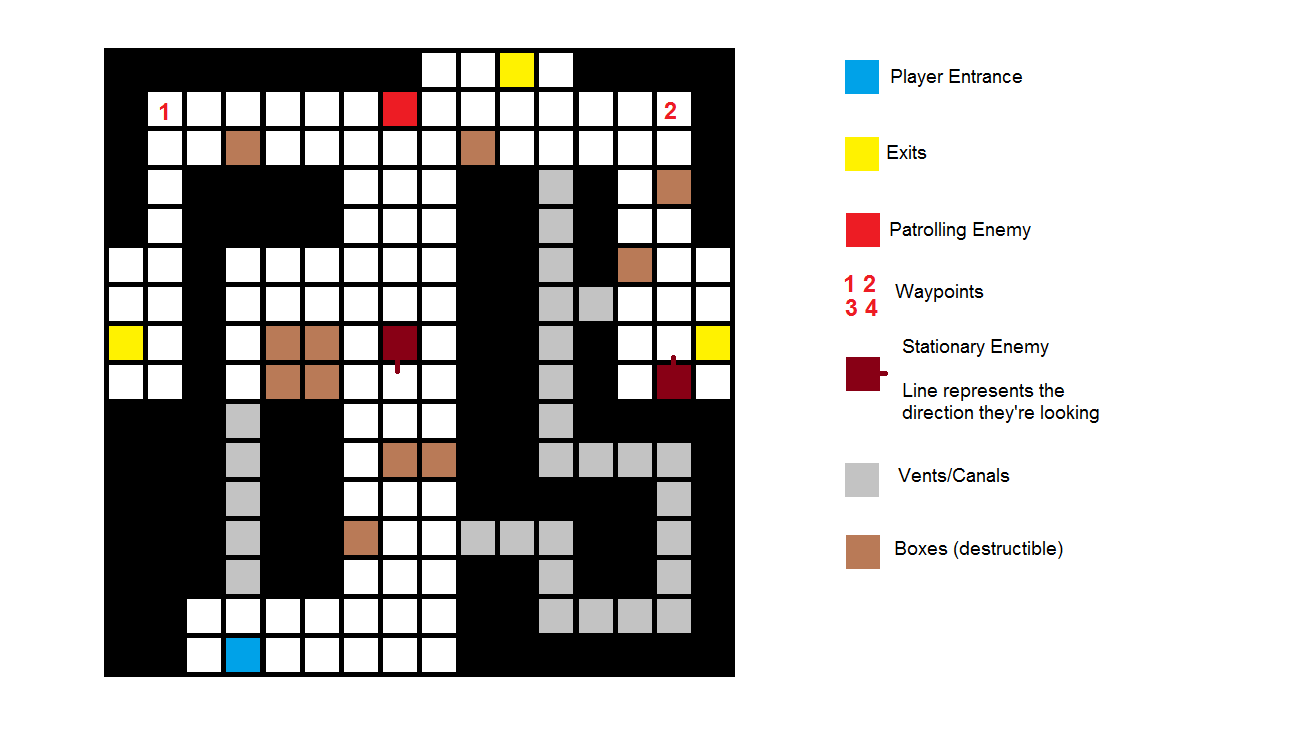 1
2
Player Entrance
Exits
Patrolling Enemy
1 2
3 4
Waypoints
Stationary Enemy
Line represents the
direction they're looking
Vents/Canals
Boxes (destructible)